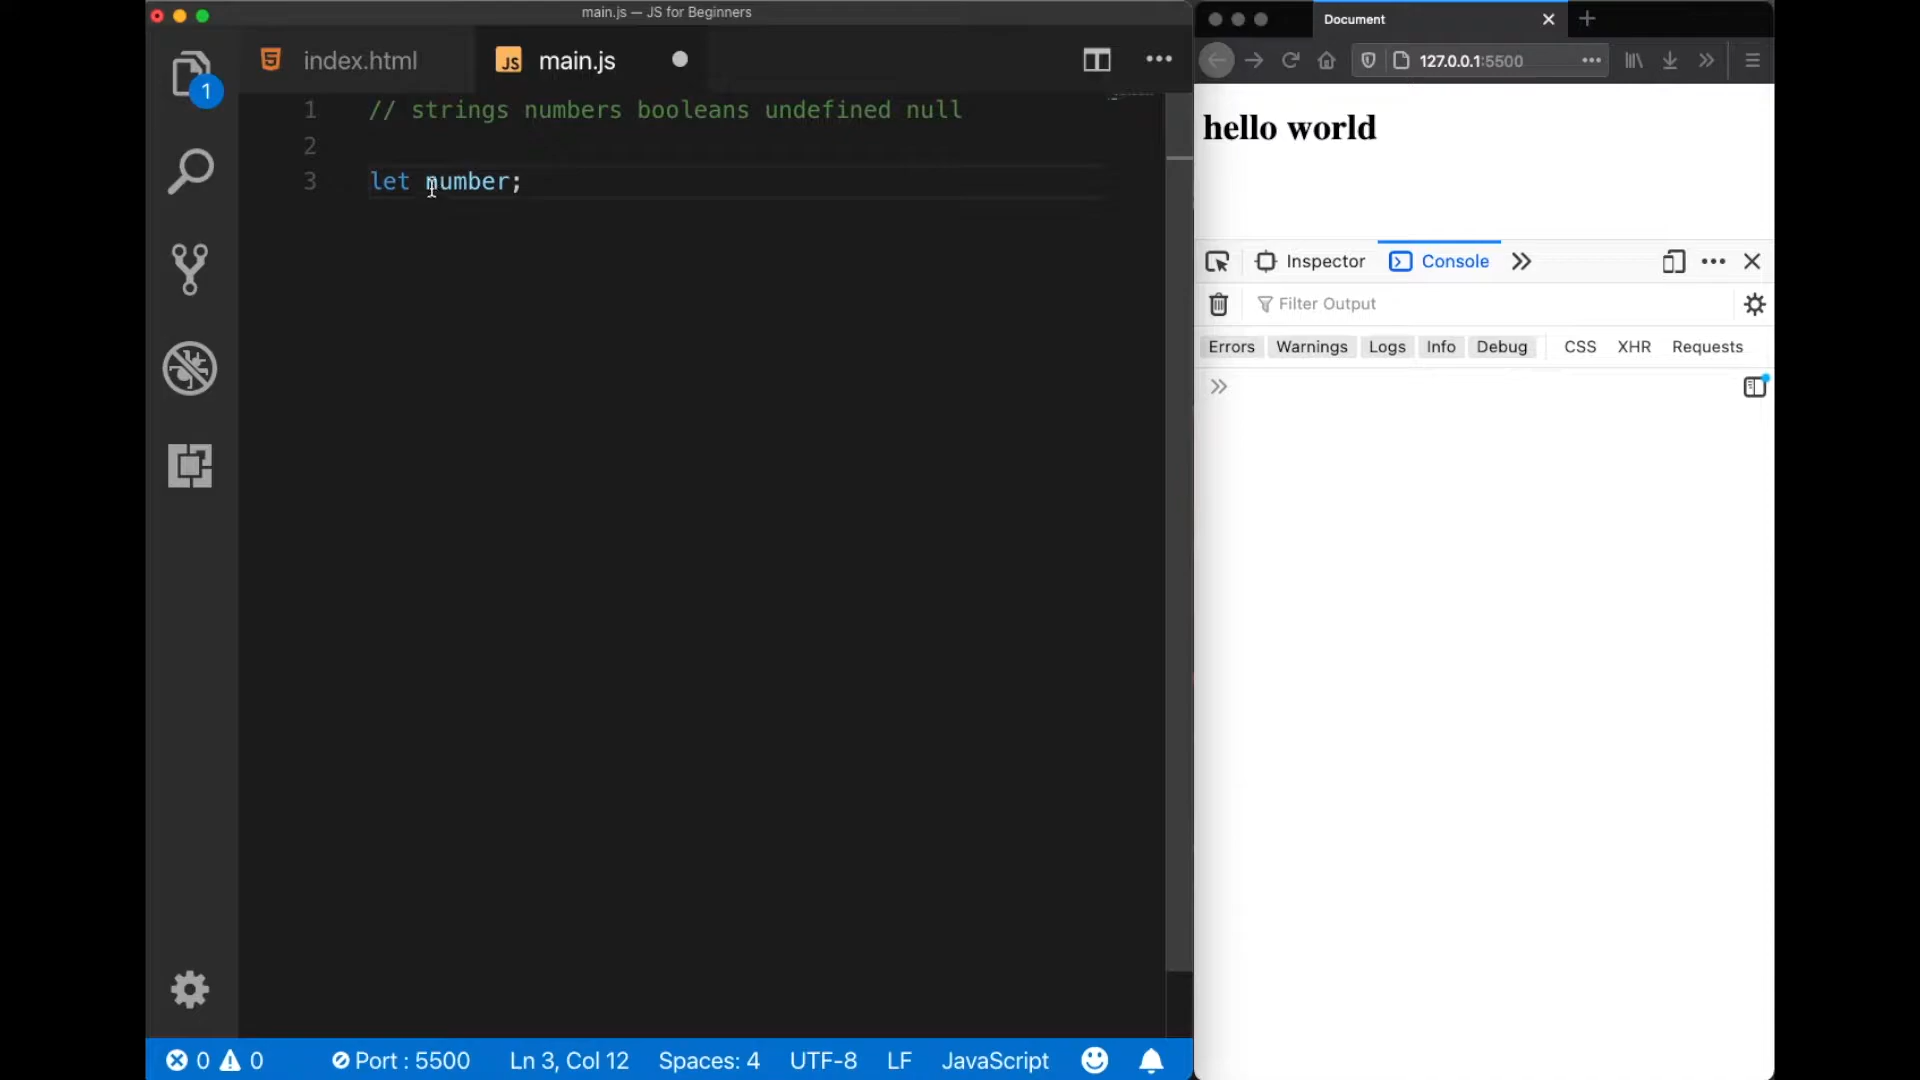 main.js — JS for Beginners
index.html
JS main.js
1
1 // strings numbers booleans undefined null
2
3 let number;
0 0 Port : 5500 Ln 3, Col 12 Spaces: 4 UTF-8 LF JavaScript
Document
127.0.0.1:5500
hello world
Inspector Console
Filter Output
Errors Warnings Logs Info Debug CSS XHR Requests